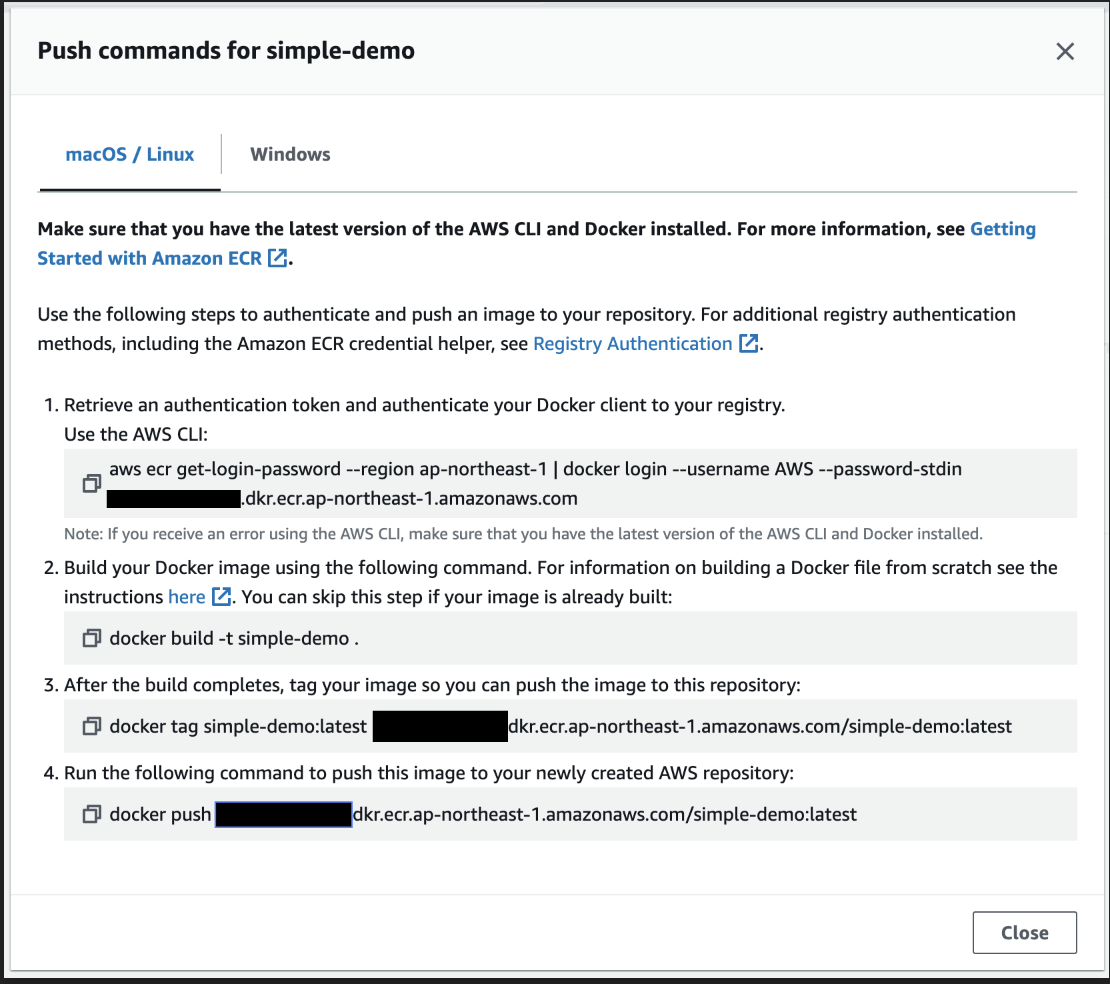 Push commands for simple-demo
macOS / Linux
Windows
Make sure that you have the latest version of the AWS CLI and Docker installed. For more information, see Getting
Started with Amazon ECR.
Use the following steps to authenticate and push an image to your repository. For additional registry authentication
methods, including the Amazon ECR credential helper, see Registry Authentication.
1. Retrieve an authentication token and authenticate your Docker client to your registry.
Use the AWS CLI:
aws ecr get-login-password --region ap-northeast-1 | docker login --username AWS --password-stdin
.dkr.ecr.ap-northeast-1.amazonaws.com
Note: If you receive an error using the AWS CLI, make sure that you have the latest version of the AWS CLI and Docker installed.
2. Build your Docker image using the following command. For information on building a Docker file from scratch see the
instructions here. You can skip this step if your image is already built:
docker build -t simple-demo .
3. After the build completes, tag your image so you can push the image to this repository:
docker tag simple-demo:latest dkr.ecr.ap-northeast-1.amazonaws.com/simple-demo:latest
4. Run the following command to push this image to your newly created AWS repository:
docker push dkr.ecr.ap-northeast-1.amazonaws.com/simple-demo:latest
Close